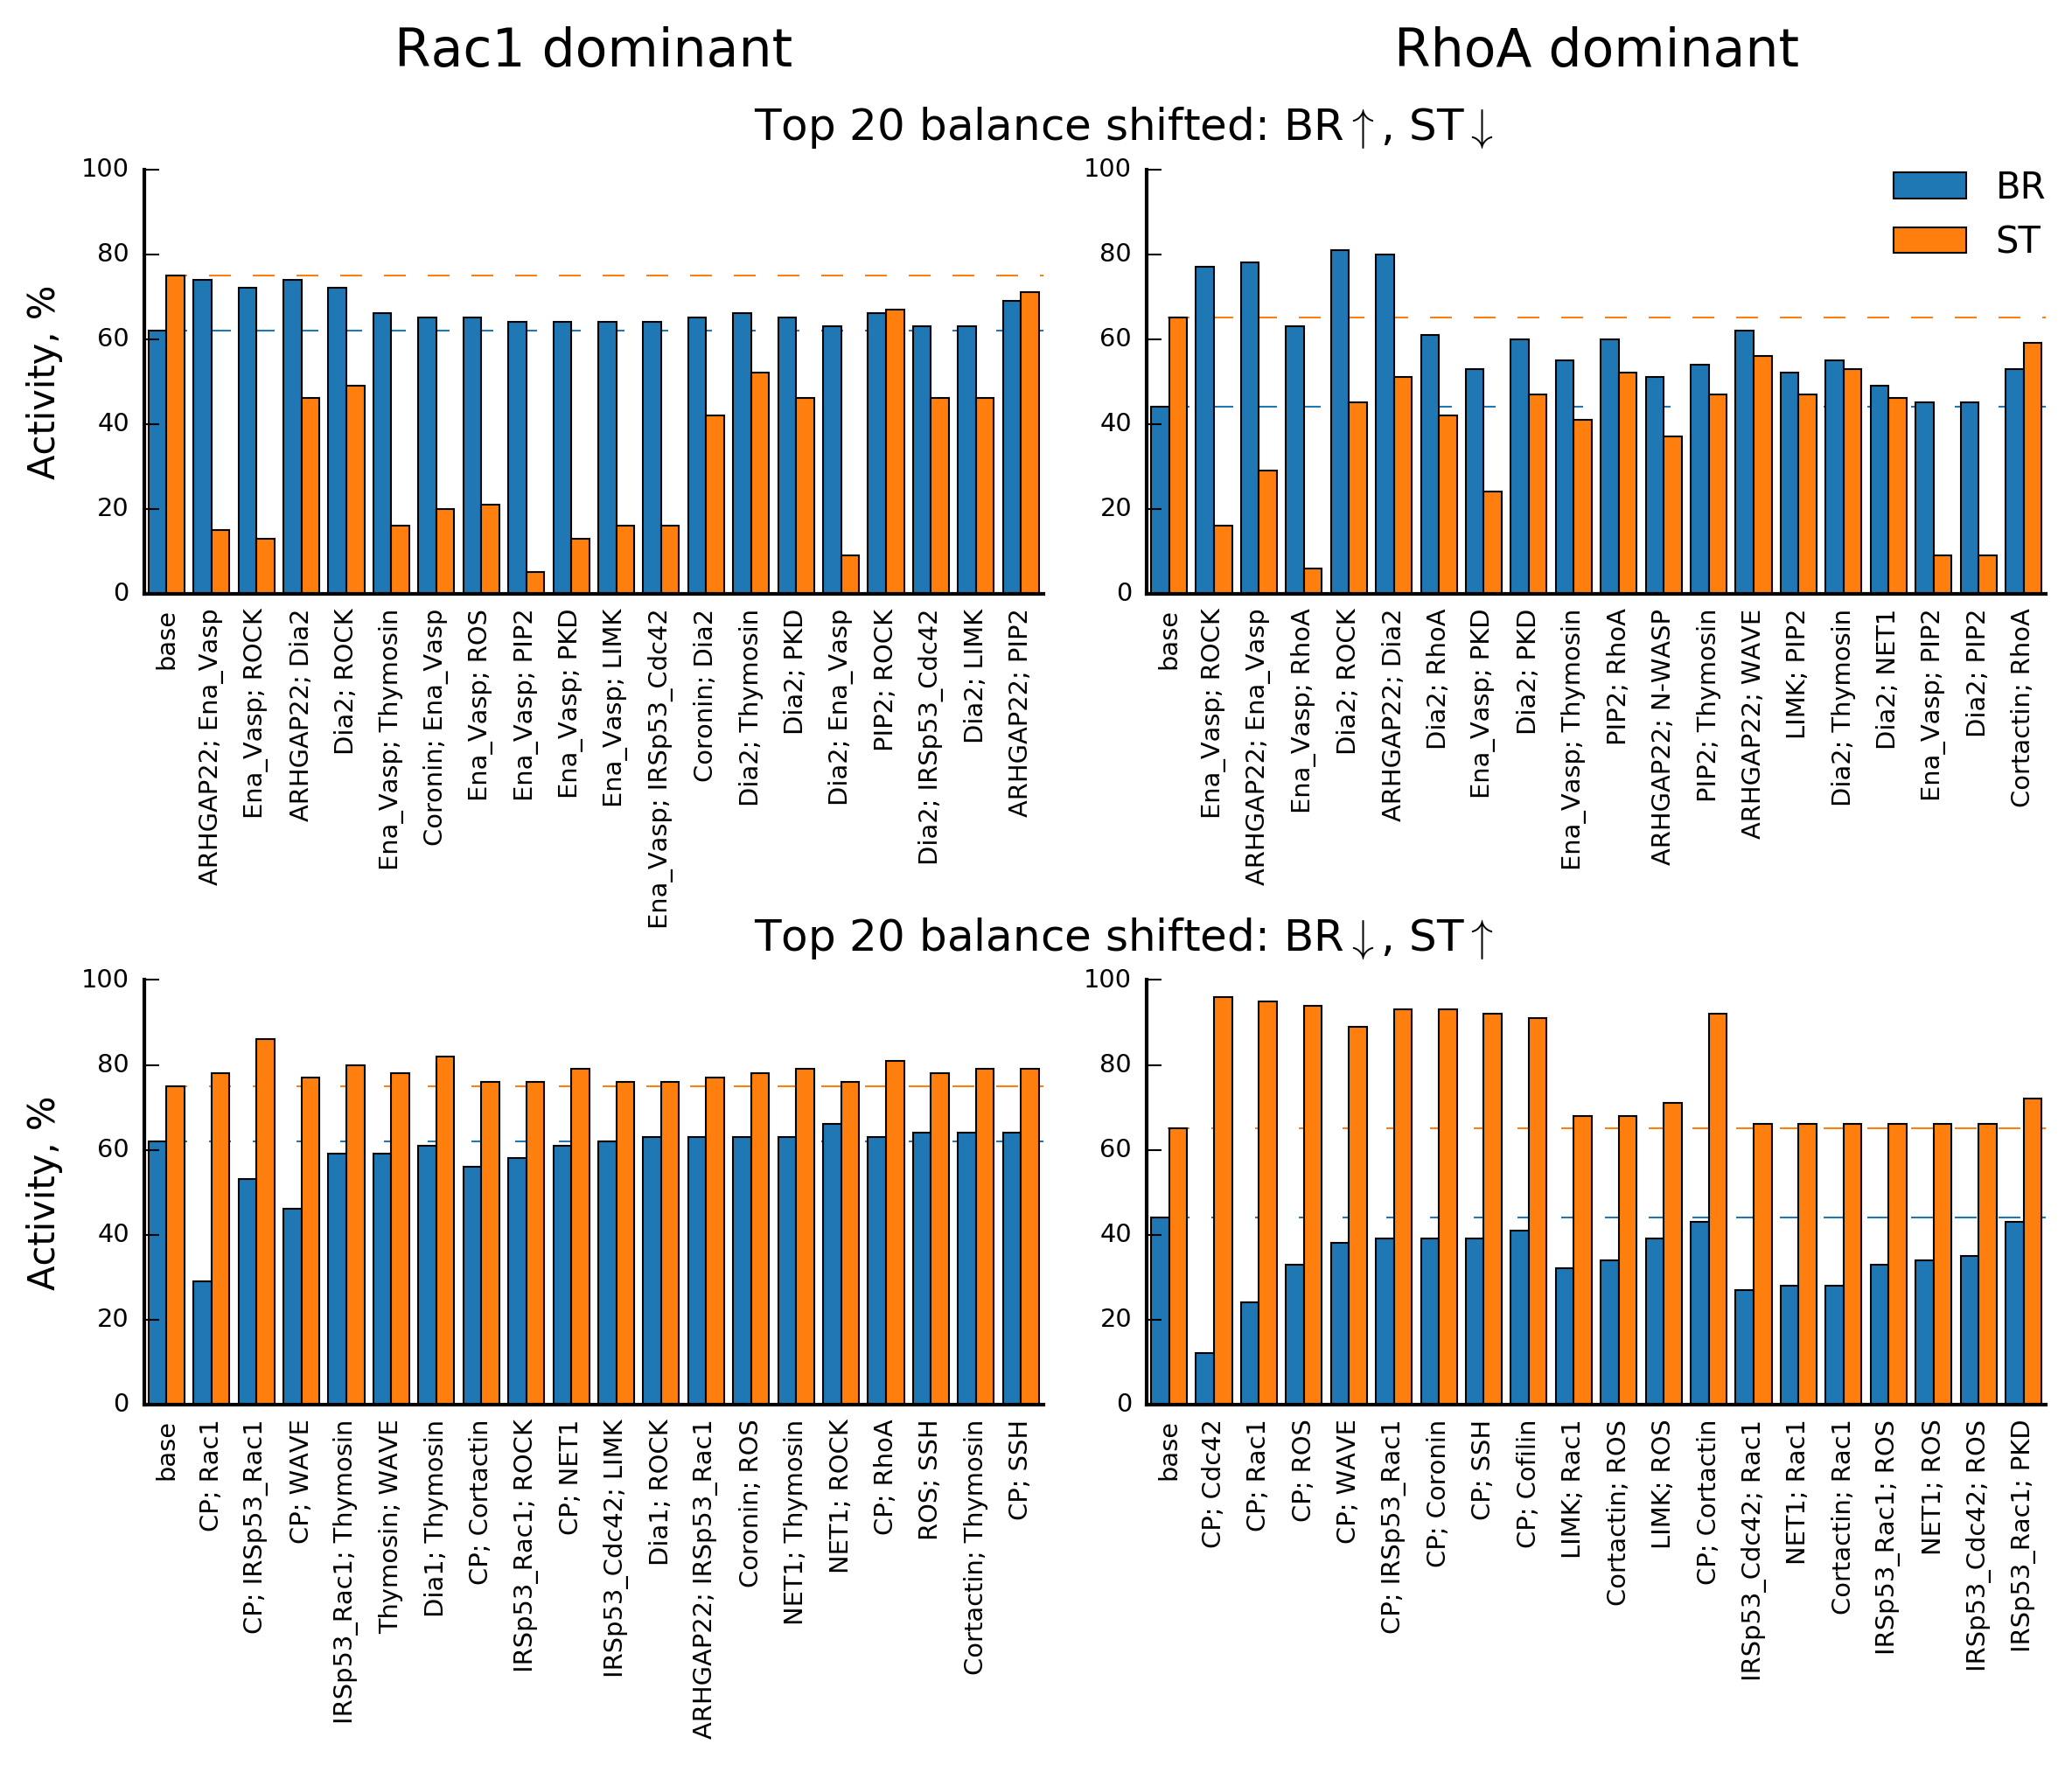 Rac1 dominant
RhoA dominant
Top 20 balance shifted: BR↑, ST↓
Activity, %
100
80
60
40
20
0
base
ARHGAP22; Ena_Vasp
Ena_Vasp; ROCK
ARHGAP22; Dia2
Dia2; ROCK
Ena_Vasp; Thymosin
Coronin; Ena_Vasp
Ena_Vasp; ROS
Ena_Vasp; PIP2
Ena_Vasp; PKD
Ena_Vasp; LIMK
Ena_Vasp; IRSp53_Cdc42
Coronin; Dia2
Dia2; Thymosin
Dia2; PKD
Dia2; Ena_Vasp
PIP2; ROCK
Dia2; IRSp53_Cdc42
Dia2; LIMK
ARHGAP22; PIP2
100
80
60
40
20
0
BR
ST
base
Ena_Vasp; ROCK
ARHGAP22; Ena_Vasp
Ena_Vasp; RhoA
Dia2; ROCK
ARHGAP22; Dia2
Dia2; RhoA
Ena_Vasp; PKD
Dia2; PKD
Ena_Vasp; Thymosin
PIP2; RhoA
ARHGAP22; N-WASP
PIP2; Thymosin
ARHGAP22; WAVE
LIMK; PIP2
Dia2; Thymosin
Dia2; NET1
Ena_Vasp; PIP2
Dia2; PIP2
Cortactin; RhoA
Top 20 balance shifted: BR↓, ST↑
Activity, %
100
80
60
40
20
0
base
CP; Rac1
CP; IRSp53_Rac1
CP; WAVE
IRSp53_Rac1; Thymosin
Thymosin; WAVE
Dia1; Thymosin
CP; Cortactin
IRSp53_Rac1; ROCK
CP; NET1
IRSp53_Cdc42; LIMK
Dia1; ROCK
ARHGAP22; IRSp53_Rac1
Coronin; ROS
NET1; Thymosin
NET1; ROCK
CP; RhoA
ROS; SSH
Cortactin; Thymosin
CP; SSH
100
80
60
40
20
0
base
CP; Cdc42
CP; Rac1
CP; ROS
CP; WAVE
CP; IRSp53_Rac1
CP; Coronin
CP; SSH
CP; Cofilin
LIMK; Rac1
Cortactin; ROS
LIMK; ROS
CP; Cortactin
IRSp53_Cdc42; Rac1
NET1; Rac1
Cortactin; Rac1
IRSp53_Rac1; ROS
NET1; ROS
IRSp53_Cdc42; ROS
IRSp53_Rac1; PKD